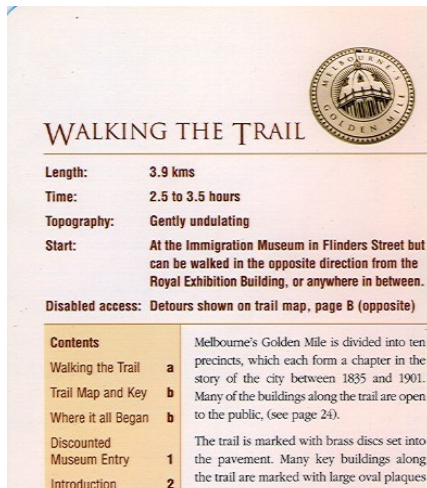 MELBOURNE'S
GOLDEN MILE
WALKING THE TRAIL
Length: 3.9 kms
Time: 2.5 to 3.5 hours
Topography: Gently undulating
Start: At the Immigration Museum in Flinders Street but
can be walked in the opposite direction from the
Royal Exhibition Building, or anywhere in between.
Disabled access: Detours shown on trail map, page B (opposite)
Contents
Walking the Trail a
Trail Map and Key b
Where it all Began b
Discounted
Museum Entry 1
Introduction 2
Melbourne's Golden Mile is divided into ten
precincts, which each form a chapter in the
story of the city between 1835 and 1901.
Many of the buildings along the trail are open
to the public, (see page 24).
The trail is marked with brass discs set into
the pavement. Many key buildings along
the trail are marked with large oval plaques